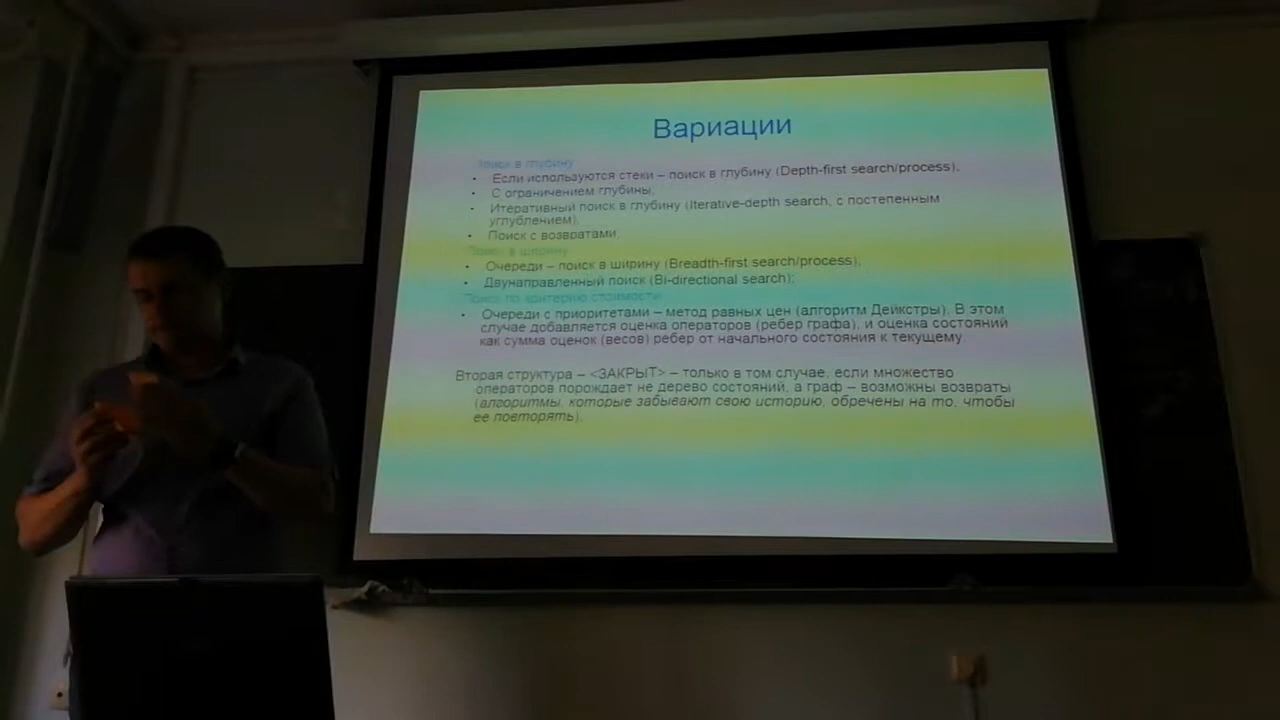 Вариации
Поиск в глубину
• Если используются стеки – поиск в глубину (Depth-first search/process),
• С ограничением глубины,
• Итеративный поиск в глубину (Iterative-depth search, с постепенным
углублением),
• Поиск с возвратами,
Поиск в ширину
• Очереди – поиск в ширину (Breadth-first search/process),
• Двунаправленный поиск (Bi-directional search);
Поиск по критерию стоимости
• Очереди с приоритетами – метод равных цен (алгоритм Дейкстры). В этом
случае добавляется оценка операторов (ребер графа), и оценка состояний
как сумма оценок (весов) ребер от начального состояния к текущему.
Вторая структура – <ЗАКРЫТ> – только в том случае, если множество
операторов порождает не дерево состояний, а граф – возможны возвраты
(алгоритмы, которые забывают свою историю, обречены на то, чтобы
ее повторять).